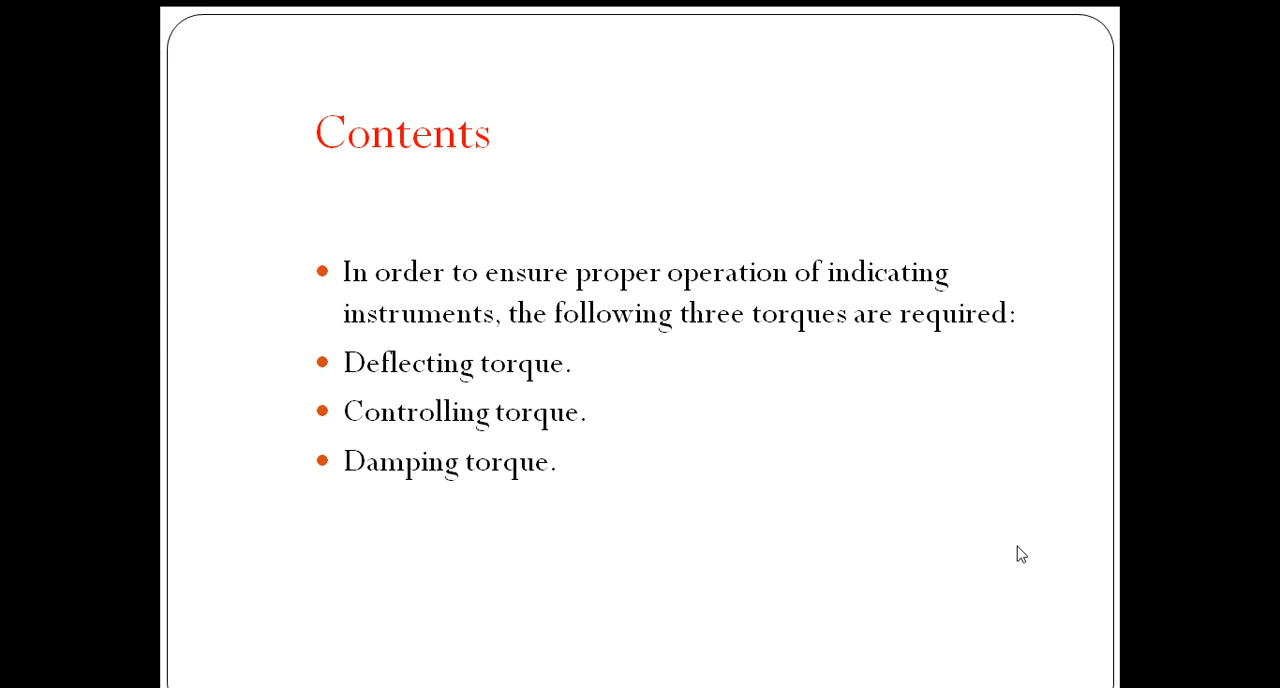 Contents
In order to ensure proper operation of indicating
instruments, the following three torques are required:
Deflecting torque.
Controlling torque.
Damping torque.